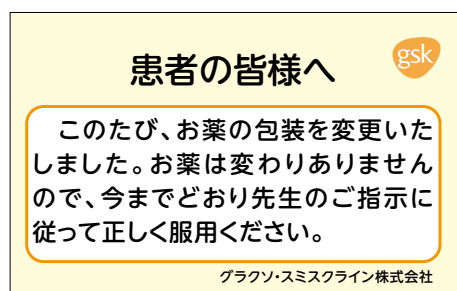 患者の皆様へ
gsk
このたび、お薬の包装を変更いた
しました。お薬は変わりありません
ので、今までどおり先生のご指示に
従って正しく服用ください。
グラクソ・スミスクライン株式会社